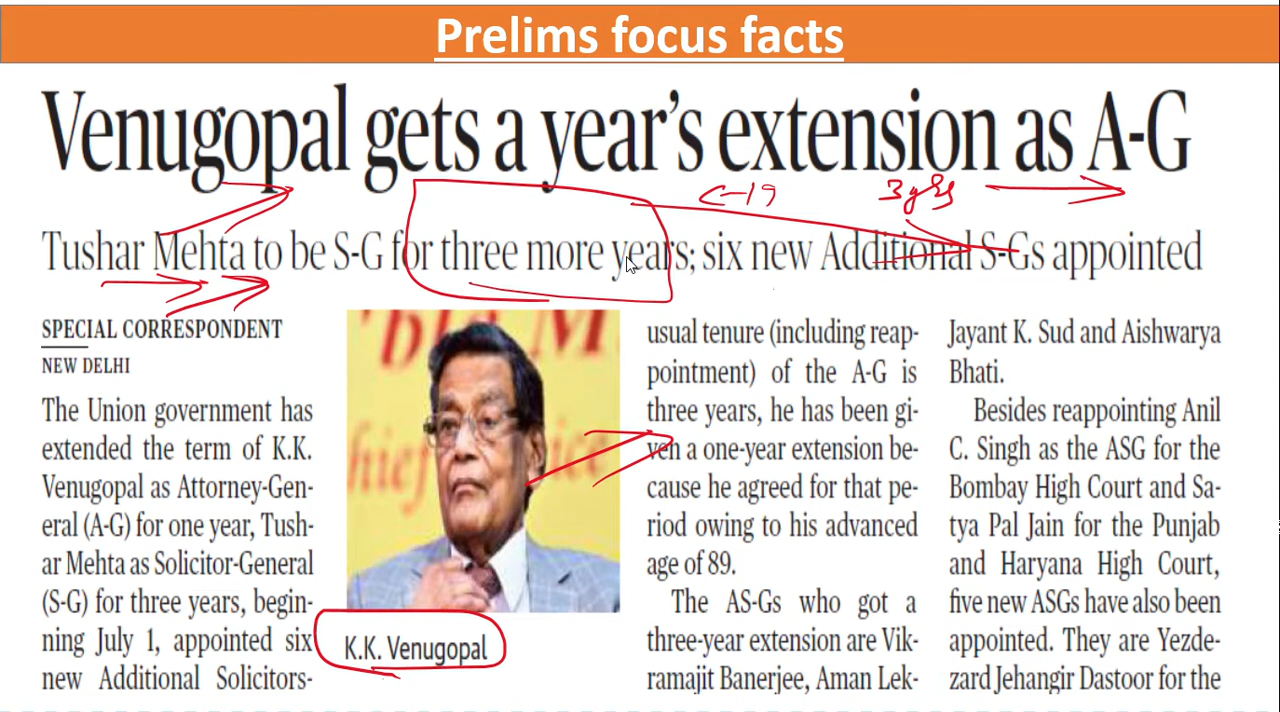 Prelims focus facts
Venugopal gets a year's extension as A-G
C-19
3yrs
Tushar Mehta to be S-G for three more years; six new Additional S-Gs appointed
SPECIAL CORRESPONDENT
NEW DELHI
The Union government has
extended the term of K.K.
Venugopal as Attorney-Gen-
eral (A-G) for one year, Tush-
ar Mehta as Solicitor-General
(S-G) for three years, begin-
ning July 1, appointed six
new Additional Solicitors-
K.K. Venugopal
usual tenure (including reap-
pointment) of the A-G is
three years, he has been gi-
ven a one-year extension be-
cause he agreed for that pe-
riod owing to his advanced
age of 89.
The AS-Gs who got a
three-year extension are Vik-
ramajit Banerjee, Aman Lek-
Jayant K. Sud and Aishwarya
Bhati.
Besides reappointing Anil
C. Singh as the ASG for the
Bombay High Court and Sa-
tya Pal Jain for the Punjab
and Haryana High Court,
five new ASGs have also been
appointed. They are Yezde-
zard Jehangir Dastoor for the